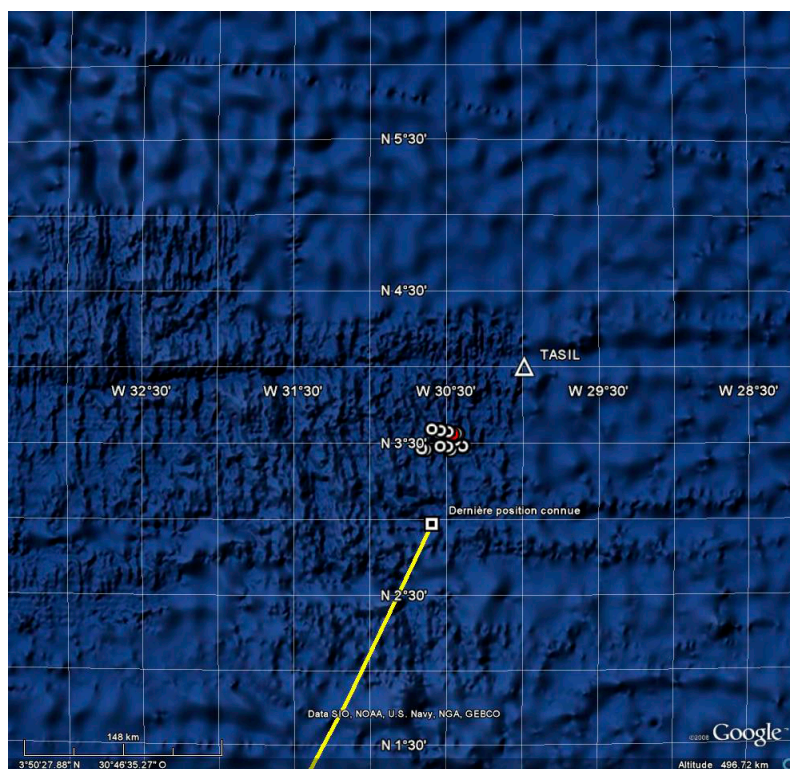 N 5°30'
N 4°30'
TASIL
W 32°30'
W 31°30'
W 30°30'
W 29°30'
W 28°30'
N 3°30'
Dernière position connue
N 2°30'
Data SIO, NOAA, U.S. Navy, NGA, GEBCO
148 km
N 1°30'
©2008 Google
3°50'27.88" N 30°46'35.27" O
Altitude 496.72 km